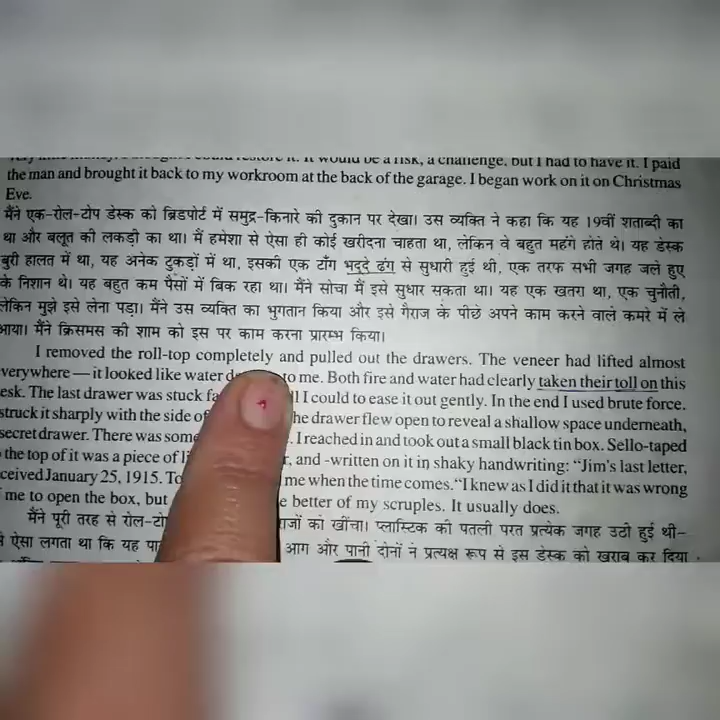 it. It would be a risk, a challenge, but I had to have it. I paid
the man and brought it back to my workroom at the back of the garage. I began work on it on Christmas
Eve.
मैंने एक-रोल-टोप डेस्क को ब्रिडपोर्ट में समुद्र-किनारे की दुकान पर देखा। उस व्यक्ति ने कहा कि यह 19वीं शताब्दी का
था और बलूत की लकड़ी का था। मैं हमेशा से ऐसा ही कोई खरीदना चाहता था, लेकिन वे बहुत महंगे होते थे। यह डेस्क
बुरी हालत में था, यह अनेक टुकड़ों में था, इसकी एक टाँग भद्दे ढंग से सुधारी हुई थी, एक तरफ सभी जगह जले हुए
के निशान थे। यह बहुत कम पैसों में बिक रहा था। मैंने सोचा मैं इसे सुधार सकता था। यह एक खतरा था, एक चुनौती,
लेकिन मुझे इसे लेना पड़ा। मैंने उस व्यक्ति का भुगतान किया और इसे गैराज के पीछे अपने काम करने वाले कमरे में ले
आया। मैंने क्रिसमस की शाम को इस पर काम करना प्रारम्भ किया।
I removed the roll-top completely and pulled out the drawers. The veneer had lifted almost
verywhere — it looked like water to me. Both fire and water had clearly taken their toll on this
esk. The last drawer was stuck I could to ease it out gently. In the end I used brute force.
struck it sharply with the side of he drawer flew open to reveal a shallow space underneath,
secret drawer. There was some I reached in and took out a small black tin box. Sello-taped
the top of it was a piece of and -written on it in shaky handwriting: “Jim's last letter,
ceived January 25, 1915. To me when the time comes.“I knew as I did it that it was wrong
me to open the box, but e better of my scruples. It usually does.
मैंने पूरी तरह से को खींचा। प्लास्टिक की पतली परत प्रत्येक जगह उठी हुई थी–
ऐसा लगता था कि यह आग और पानी दोनों ने प्रत्यक्ष रूप से इस डेस्क को खराब कर दिया